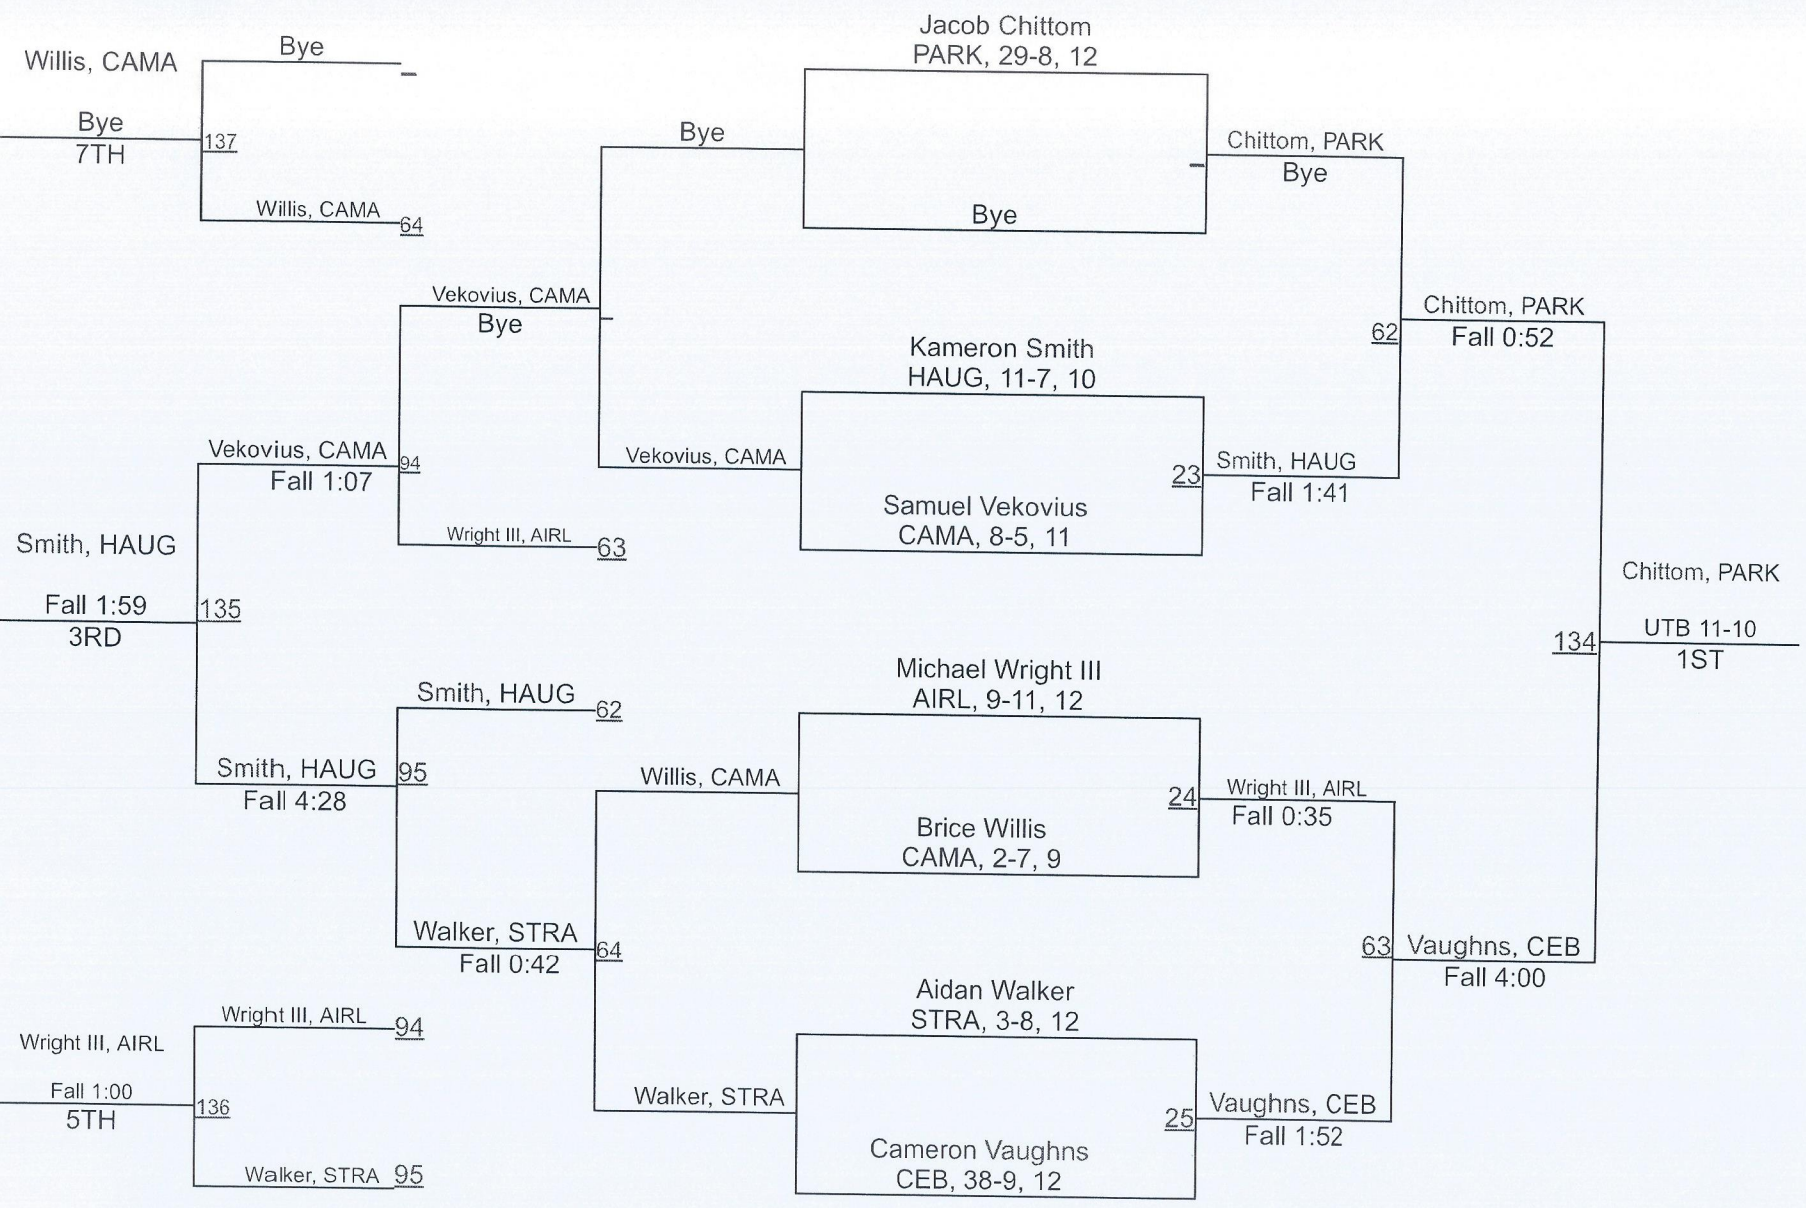 Jacob Chittom
PARK, 29-8, 12
Willis, CAMA
Bye
Bye
7TH
137
Willis, CAMA
64
Bye
Bye
Chittom, PARK
Bye
Vekovius, CAMA
Bye
Chittom, PARK
Fall 0:52
62
Kameron Smith
HAUG, 11-7, 10
Vekovius, CAMA
Fall 1:07
94
Vekovius, CAMA
23
Smith, HAUG
Fall 1:41
Samuel Vekovius
CAMA, 8-5, 11
Wright III, AIRL
63
Smith, HAUG
Fall 1:59
3RD
135
Chittom, PARK
UTB 11-10
1ST
134
Michael Wright III
AIRL, 9-11, 12
Smith, HAUG
62
Smith, HAUG
Fall 4:28
95
Willis, CAMA
24
Wright III, AIRL
Fall 0:35
Brice Willis
CAMA, 2-7, 9
Walker, STRA
Fall 0:42
64
63
Vaughns, CEB
Fall 4:00
Aidan Walker
STRA, 3-8, 12
Wright III, AIRL
94
Wright III, AIRL
Fall 1:00
5TH
136
Walker, STRA
25
Vaughns, CEB
Fall 1:52
Cameron Vaughns
CEB, 38-9, 12
Walker, STRA
95